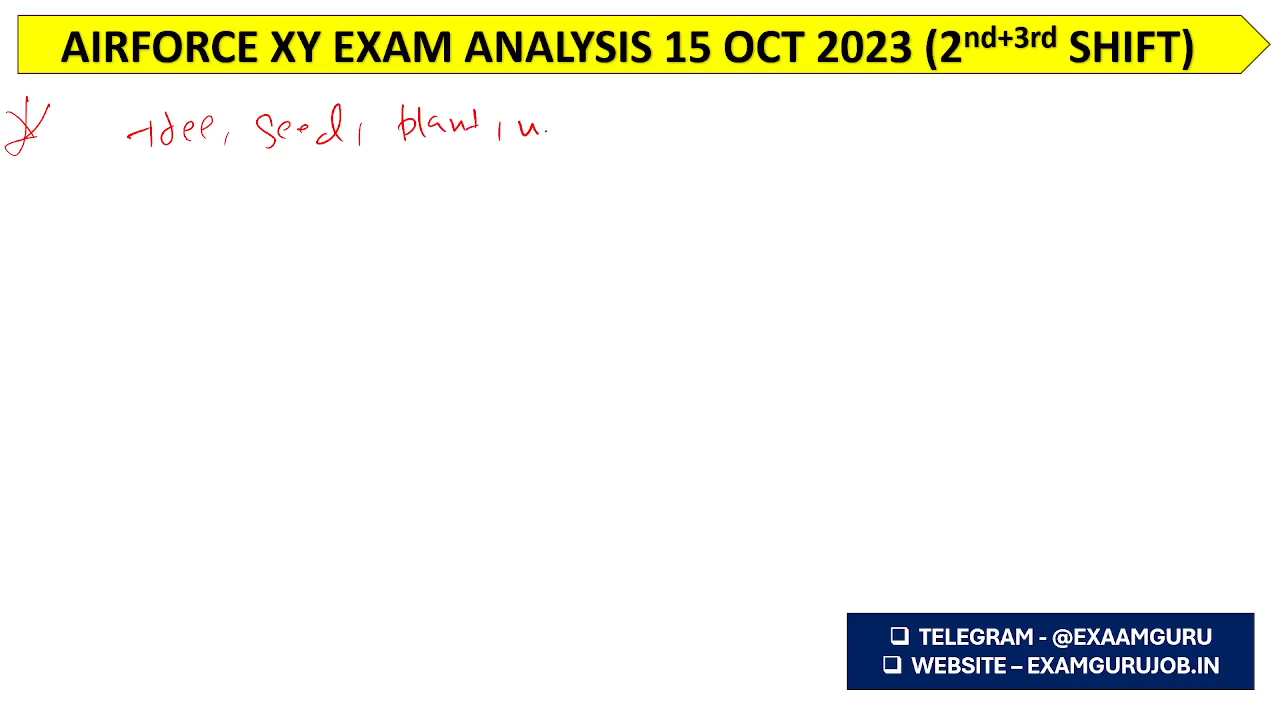 AIRFORCE XY EXAM ANALYSIS 15 OCT 2023 (2nd+3rd SHIFT)
tree, seed, plant,
TELEGRAM - @EXAAMGURU
WEBSITE – EXAMGURUJOB.IN